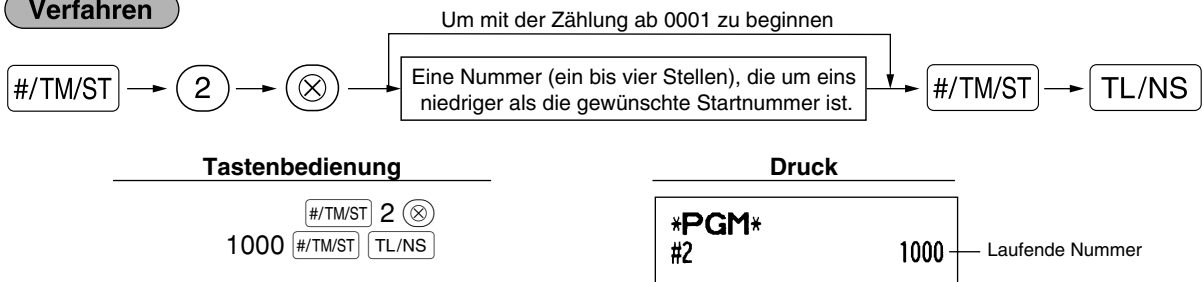 Verfahren
Um mit der Zählung ab 0001 zu beginnen
#/TM/ST 2 ⊗ Eine Nummer (ein bis vier Stellen), die um eins #/TM/ST TL/NS
niedriger als die gewünschte Startnummer ist.
Tastenbedienung
#/TM/ST 2 ⊗
1000 #/TM/ST TL/NS
Druck
*PGM*
#2 1000 Laufende Nummer